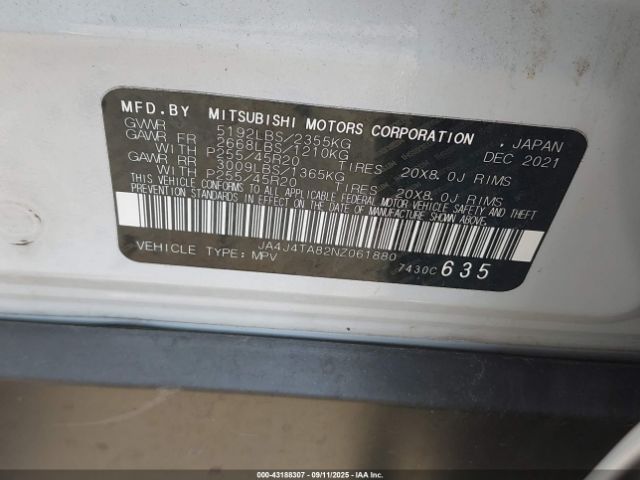 MFD.BY MITSUBISHI MOTORS CORPORATION , JAPAN
GVWR 5192LBS/2355KG DEC 2021
GAWR FR 2668LBS/1210KG
WITH P255/45R20 TIRES 20X8.0J RIMS
GAWR RR 3009LBS/1365KG
WITH P255/45R20 TIRES 20X8.0J RIMS
THIS VEHICLE CONFORMS TO ALL APPLICABLE FEDERAL MOTOR VEHICLE SAFETY AND THEFT
PREVENTION STANDARDS IN EFFECT ON THE DATE OF MANUFACTURE SHOWN ABOVE.
JA4J4TA82NZ061880
VEHICLE TYPE: MPV 7430C 635
000-43188307 - 09/11/2025 - IAAI.COM